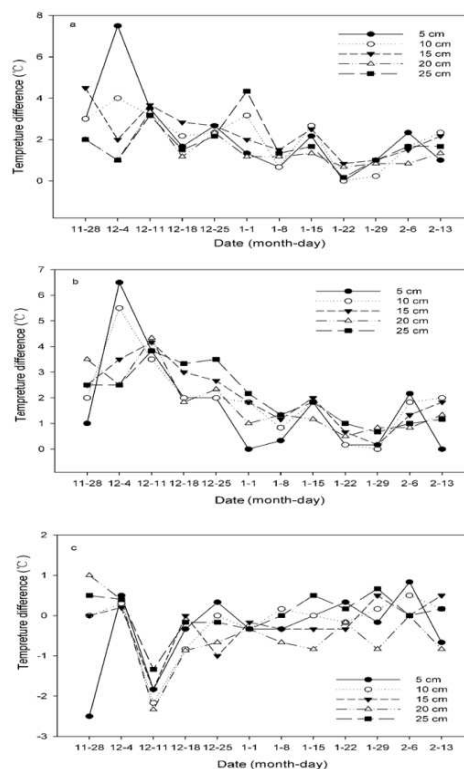 a
5 cm
10 cm
15 cm
20 cm
25 cm
Tempreture difference (℃)
8
6
4
2
0
11-28 12-4 12-11 12-18 12-25 1-1 1-8 1-15 1-22 1-29 2-6 2-13
Date (month-day)
b
5 cm
10 cm
15 cm
20 cm
25 cm
Tempreture difference (℃)
7
6
5
4
3
2
1
0
11-28 12-4 12-11 12-18 12-25 1-1 1-8 1-15 1-22 1-29 2-6 2-13
Date (month-day)
c
5 cm
10 cm
15 cm
20 cm
25 cm
Tempreture difference (℃)
2
1
0
-1
-2
-3
11-28 12-4 12-11 12-18 12-25 1-1 1-8 1-15 1-22 1-29 2-6 2-13
Date (month-day)